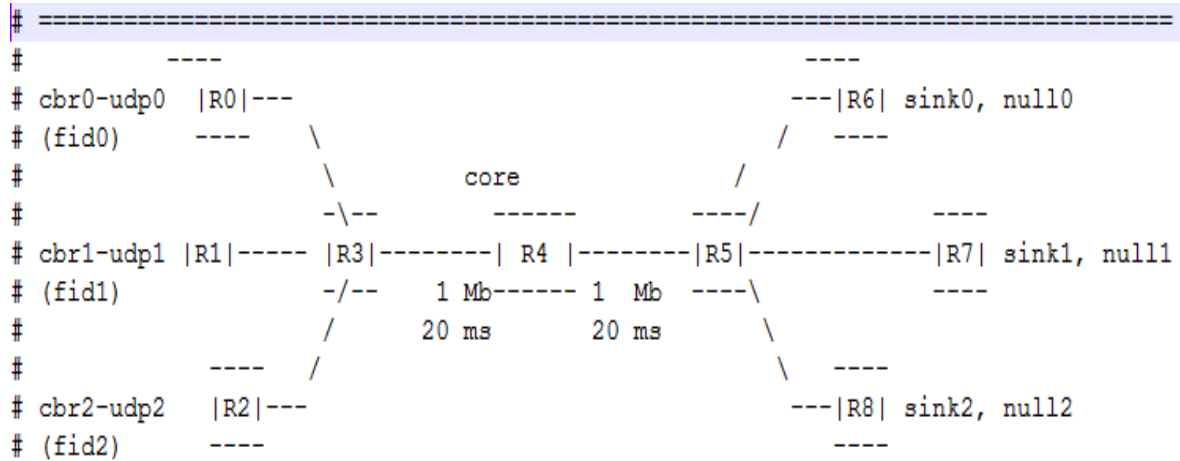 # =================================================================================
#           ----                                          ----
# cbr0-udp0  |R0|---                                    ---|R6| sink0, null0
# (fid0)     ----    \                                 /   ----
#                     \         core                /
#                     -\--        ------        ----/             ----
# cbr1-udp1 |R1|----- |R3|--------| R4 |--------|R5|-------------|R7| sink1, null1
# (fid1)              -/--    1 Mb------ 1  Mb  ----\             ----
#                     /      20 ms       20 ms       \
#             ----   /                                \   ----
# cbr2-udp2   |R2|---                                  ---|R8| sink2, null2
# (fid2)      ----                                        ----